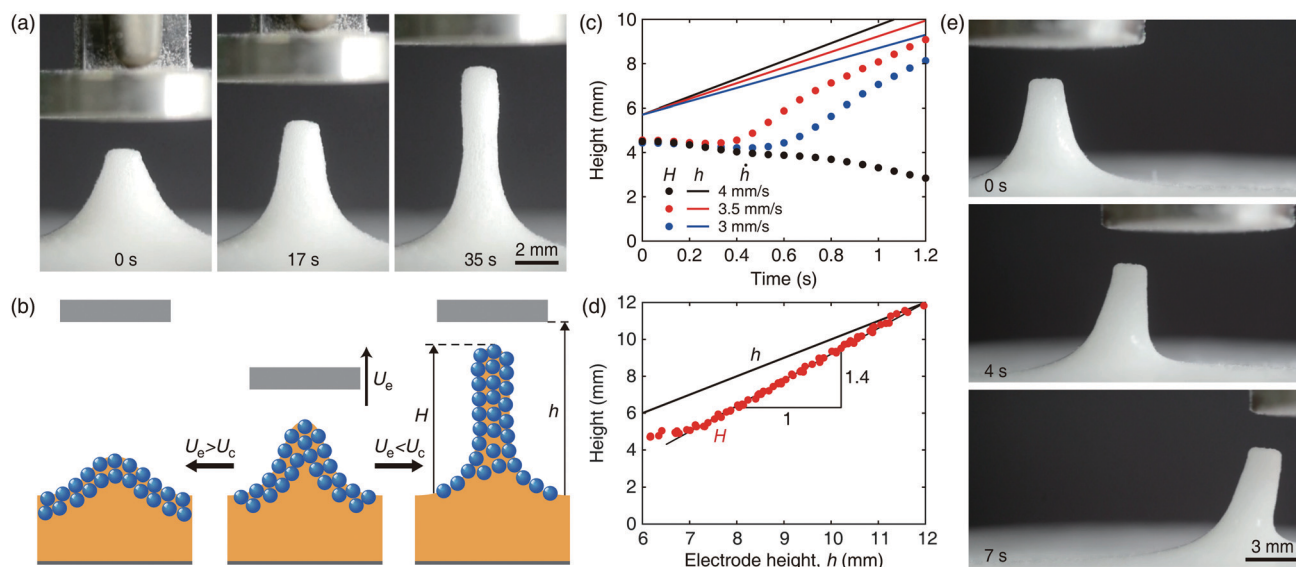 (a)
0 s
17 s
35 s
2 mm
(b)
Ue>Uc
Ue
Ue<Uc
H
h
(c)
Height (mm)
10
8
6
4
2
0
H h ḣ
4 mm/s
3.5 mm/s
3 mm/s
0 0.2 0.4 0.6 0.8 1.0 1.2
Time (s)
(d)
Height (mm)
12
10
8
6
4
2
0
h
H
1.4
1
6 7 8 9 10 11 12
Electrode height, h (mm)
(e)
0 s
4 s
7 s
3 mm